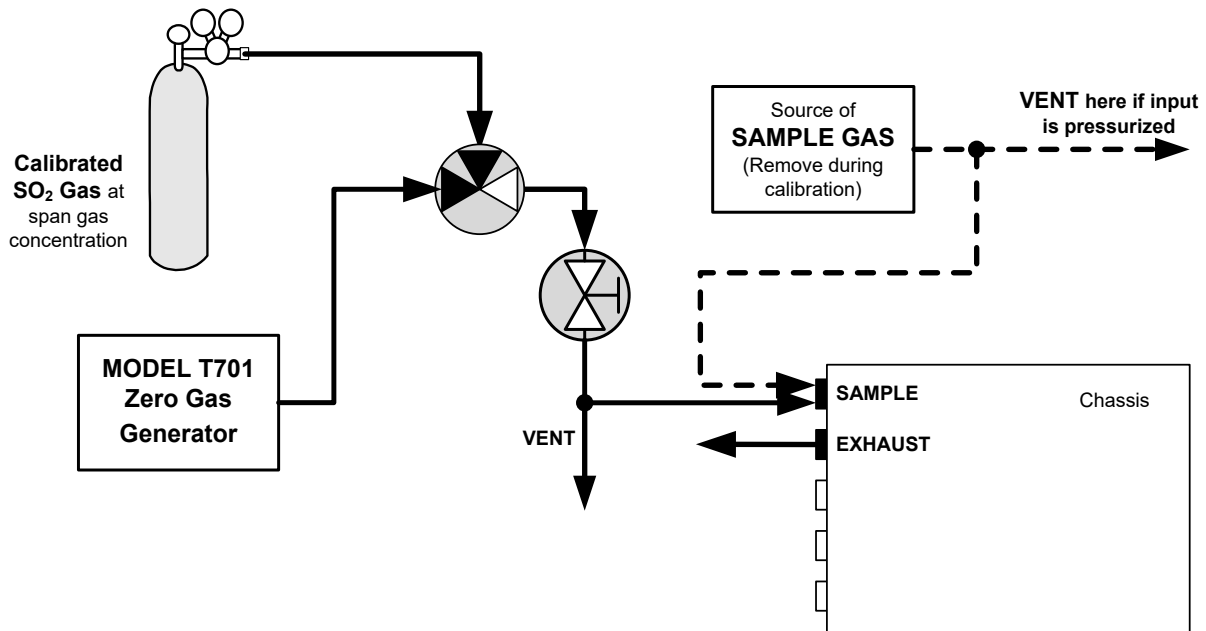 Calibrated
SO₂ Gas at
span gas
concentration
MODEL T701
Zero Gas
Generator
VENT
Source of
SAMPLE GAS
(Remove during
calibration)
VENT here if input
is pressurized
SAMPLE
Chassis
EXHAUST